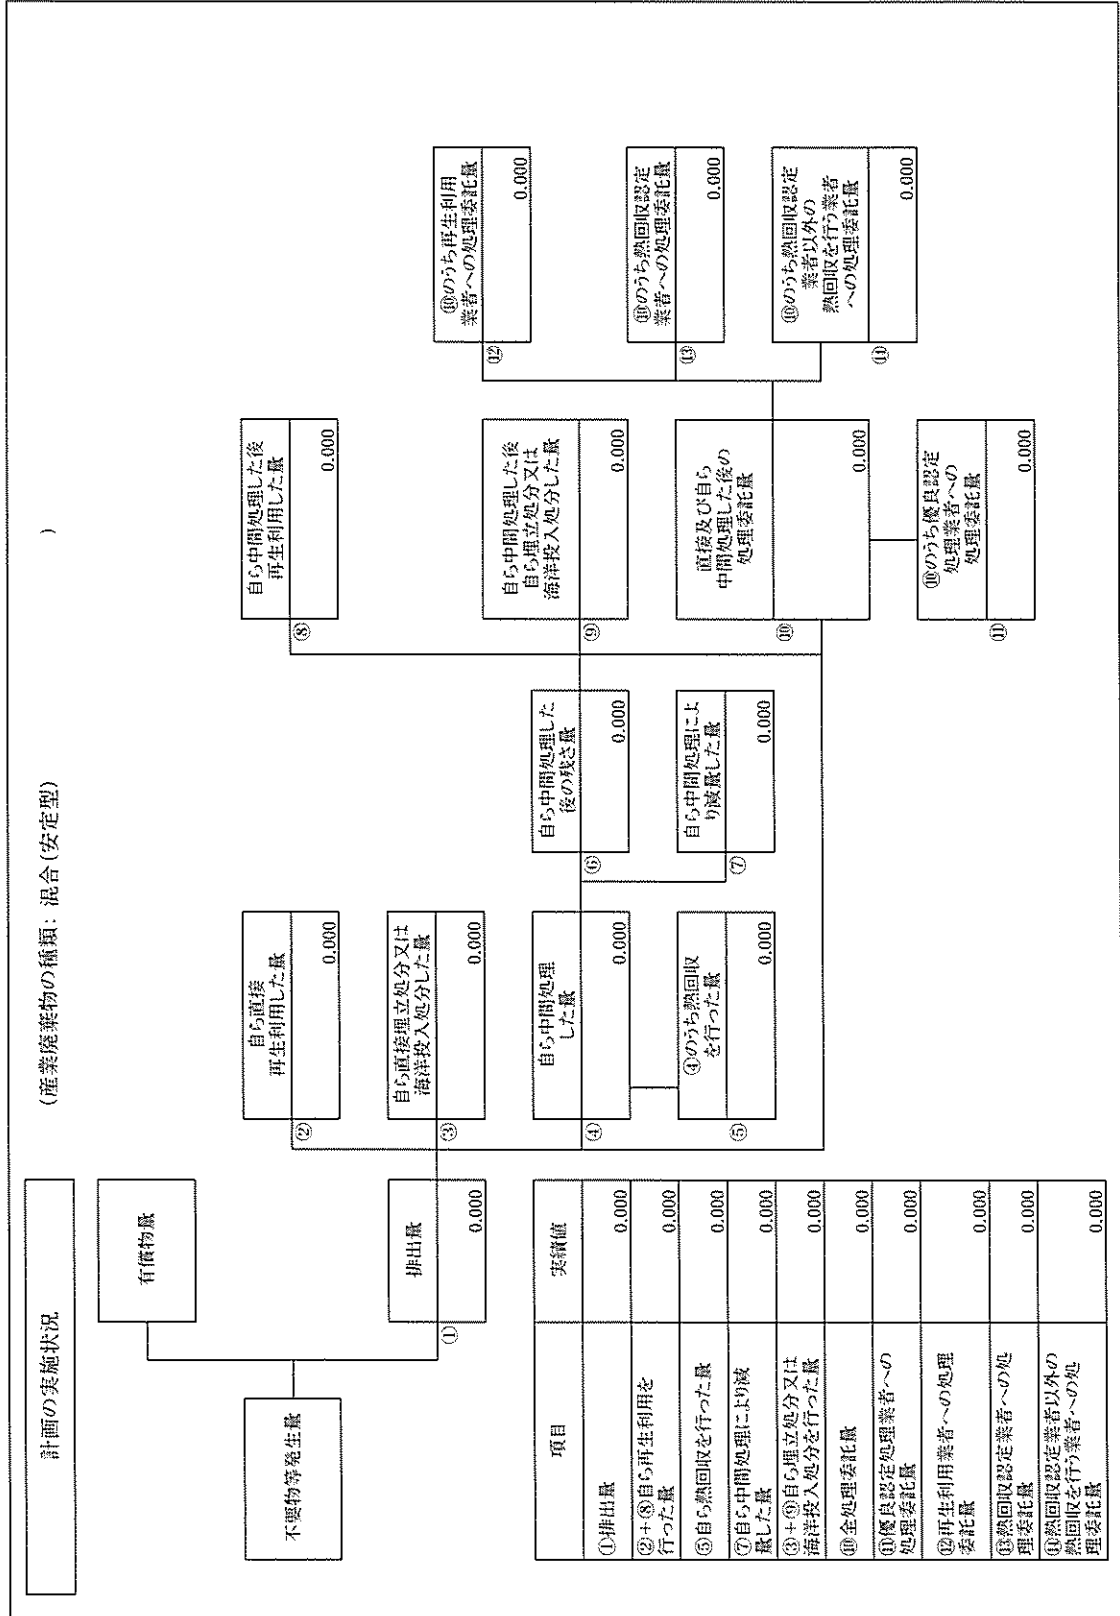 計画の実施状況
(産業廃棄物の種類: 混合(安定型)
)
不要物等発生量
有償物量
①
排出量
0.000
②
自ら直接
再生利用した量
0.000
③
自ら直接埋立処分又は
海洋投入処分した量
0.000
④
自ら中間処理
した量
0.000
⑤
④のうち熱回収
を行った量
0.000
⑥
自ら中間処理した
後の残さ量
0.000
⑦
自ら中間処理によ
り減量した量
0.000
⑧
自ら中間処理した後
再生利用した量
0.000
⑨
自ら中間処理した後
自ら埋立処分又は
海洋投入処分した量
0.000
⑩
直接及び自ら
中間処理した後の
処理委託量
0.000
⑪
⑩のうち優良認定
処理業者への
処理委託量
0.000
⑫
⑩のうち再生利用
業者への処理委託量
0.000
⑬
⑩のうち熱回収認定
業者への処理委託量
0.000
⑭
⑩のうち熱回収認定
業者以外の
熱回収を行う業者
への処理委託量
0.000
項目 実績値
①排出量 0.000
②+⑧自ら再生利用を
行った量 0.000
⑤自ら熱回収を行った量 0.000
⑦自ら中間処理により減
量した量 0.000
③+⑨自ら埋立処分又は
海洋投入処分を行った量 0.000
⑩全処理委託量 0.000
⑪優良認定処理業者への
処理委託量 0.000
⑫再生利用業者への処理
委託量 0.000
⑬熱回収認定業者への処
理委託量 0.000
⑭熱回収認定業者以外の
熱回収を行う業者への処
理委託量 0.000